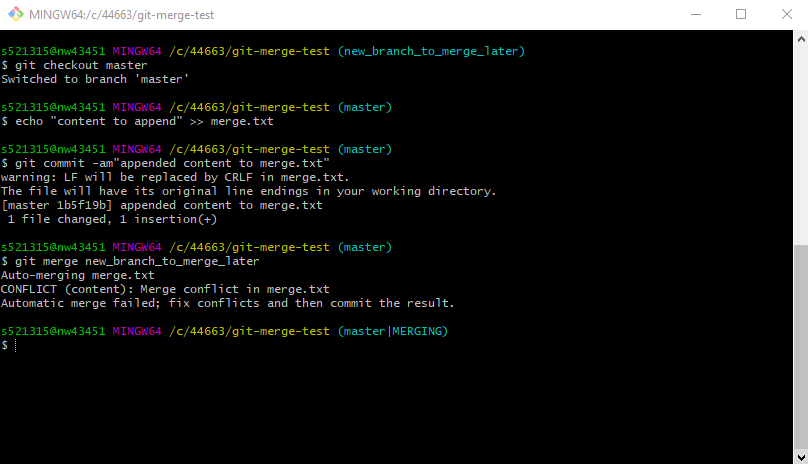 MINGW64:/c/44663/git-merge-test
s521315@nw43451 MINGW64 /c/44663/git-merge-test (new_branch_to_merge_later)
$ git checkout master
Switched to branch 'master'
s521315@nw43451 MINGW64 /c/44663/git-merge-test (master)
$ echo "content to append" >> merge.txt
s521315@nw43451 MINGW64 /c/44663/git-merge-test (master)
$ git commit -am"appended content to merge.txt"
warning: LF will be replaced by CRLF in merge.txt.
The file will have its original line endings in your working directory.
[master 1b5f19b] appended content to merge.txt
 1 file changed, 1 insertion(+)
s521315@nw43451 MINGW64 /c/44663/git-merge-test (master)
$ git merge new_branch_to_merge_later
Auto-merging merge.txt
CONFLICT (content): Merge conflict in merge.txt
Automatic merge failed; fix conflicts and then commit the result.
s521315@nw43451 MINGW64 /c/44663/git-merge-test (master|MERGING)
$